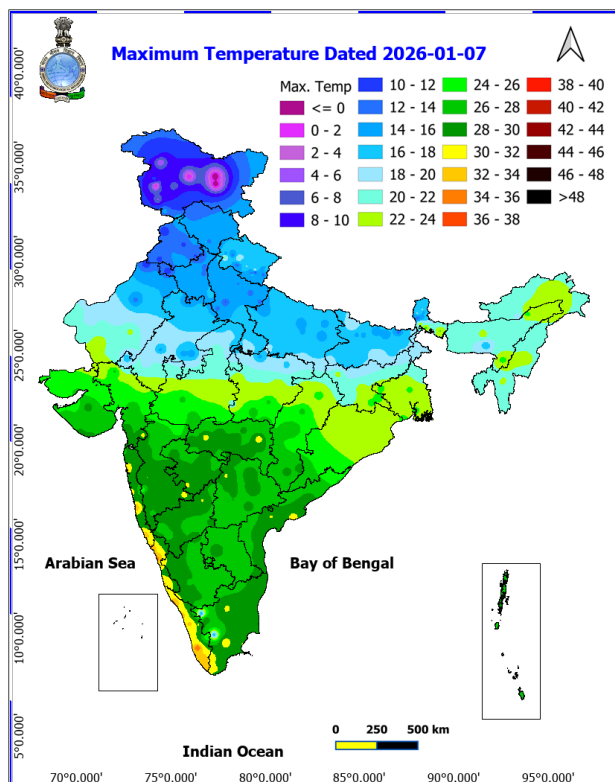 Maximum Temperature Dated 2026-01-07
Max. Temp
<= 0
0 - 2
2 - 4
4 - 6
6 - 8
8 - 10
10 - 12
12 - 14
14 - 16
16 - 18
18 - 20
20 - 22
22 - 24
24 - 26
26 - 28
28 - 30
30 - 32
32 - 34
34 - 36
36 - 38
38 - 40
40 - 42
42 - 44
44 - 46
46 - 48
>48
40°0.000'
35°0.000'
30°0.000'
25°0.000'
20°0.000'
15°0.000'
10°0.000'
5°0.000'
Arabian Sea
Bay of Bengal
Indian Ocean
0 250 500 km
70°0.000' 75°0.000' 80°0.000' 85°0.000' 90°0.000' 95°0.000'